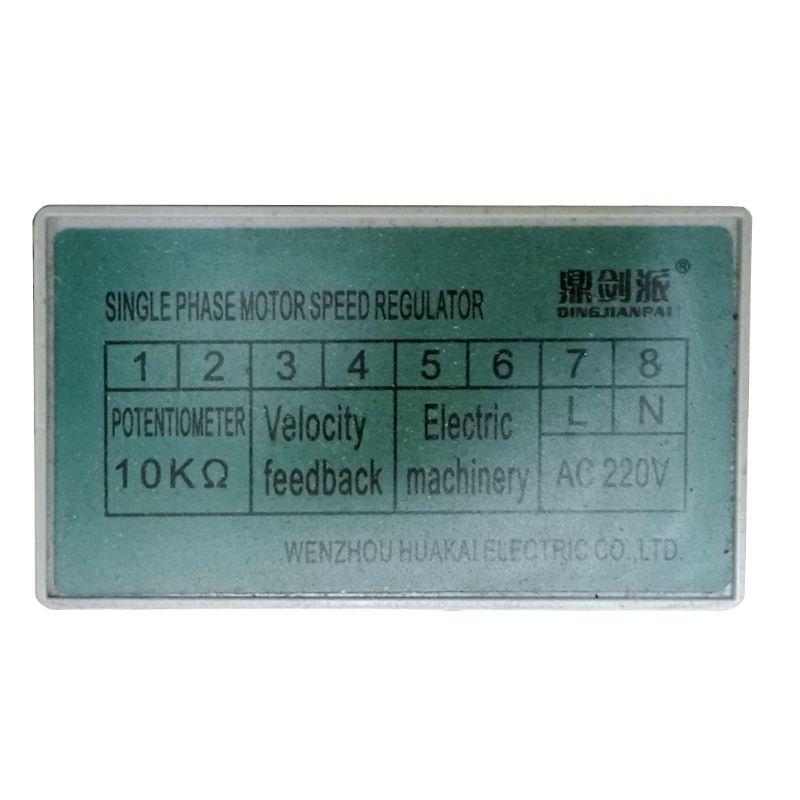 鼎剑派®
DINGJIANPAI
SINGLE PHASE MOTOR SPEED REGULATOR
1 2 3 4 5 6 7 8
POTENTIOMETER Velocity Electric L N
10KΩ feedback machinery AC 220V
WENZHOU HUAKAI ELECTRIC CO.,LTD.